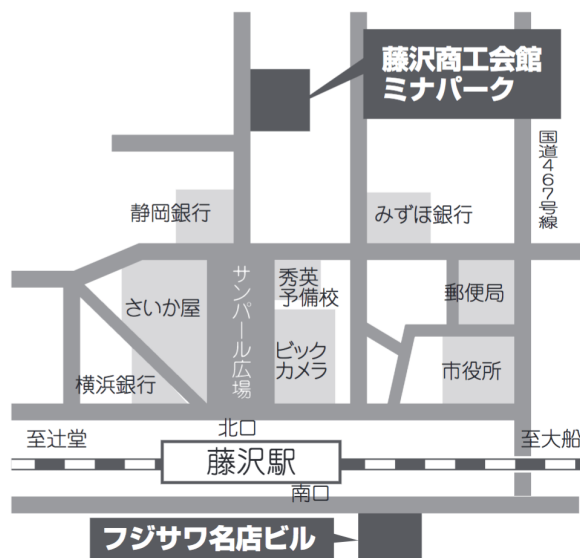 藤沢商工会館
ミナパーク
国道467号線
静岡銀行
みずほ銀行
さいか屋
サンパール広場
秀英
予備校
郵便局
ビック
カメラ
横浜銀行
市役所
北口
至辻堂
藤沢駅
至大船
南口
フジサワ名店ビル